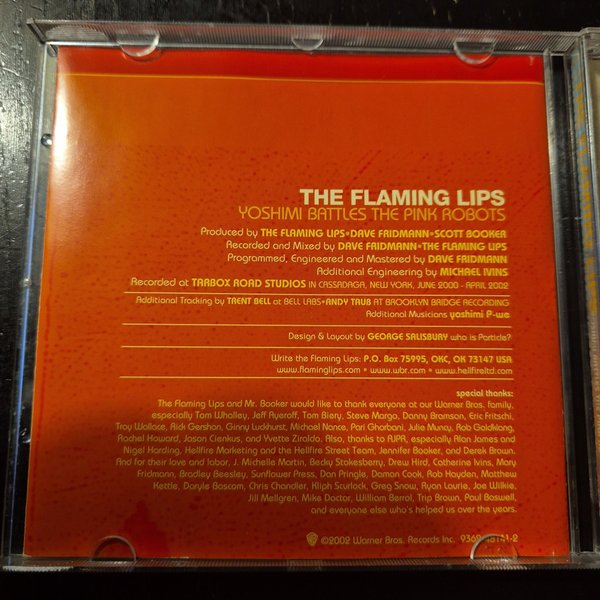 THE FLAMING LIPS
YOSHIMI BATTLES THE PINK ROBOTS
Produced by THE FLAMING LIPS•DAVE FRIDMANN•SCOTT BOOKER
Recorded and Mixed by DAVE FRIDMANN•THE FLAMING LIPS
Programmed, Engineered and Mastered by DAVE FRIDMANN
Additional Engineering by MICHAEL IVINS
Recorded at TARBOX ROAD STUDIOS IN CASSADAGA, NEW YORK, JUNE 2000 - APRIL 2002
Additional Tracking by TRENT BELL at BELL LABS•ANDY TAUB AT BROOKLYN BRIDGE RECORDING
Additional Musicians yoshimi P-we
Design & Layout by GEORGE SALISBURY who is Particle?
Write the Flaming Lips: P.O. Box 75995, OKC, OK 73147 USA
www.flaminglips.com • www.wbr.com • www.hellfireltd.com
special thanks:
The Flaming Lips and Mr. Booker would like to thank everyone at our Warner Bros. family,
especially Tom Whalley, Jeff Ayeroff, Tom Biery, Steve Margo, Danny Bramson, Eric Fritschi,
Troy Wallace, Rick Gershon, Ginny Luckhurst, Michael Nance, Pam Gharibani, Julie Muncy, Rob Goldklang,
Rachel Howard, Jason Cienkus, and Yvette Ziraldo. Also, thanks to AJPR, especially Alan James and
Nigel Harding, Hellfire Marketing and the Hellfire Street Team, Jennifer Booker, and Derek Brown.
And for their love and labor, J. Michelle Martin, Becky Stokesberry, Drew Hird, Catherine Ivins, Mary
Fridmann, Bradley Beesley, Sunflower Press, Dan Pringle, Damon Cook, Rob Hayden, Matthew
Kettle, Daryle Bascom, Chris Chandler, Kliph Scurlock, Greg Snow, Ryan Laurie, Joe Wilkie,
Jill Mellgren, Mike Doctor, William Berrol, Trip Brown, Paul Boswell,
and everyone else who's helped us over the years.
©2002 Warner Bros. Records Inc. 9362-48141-2